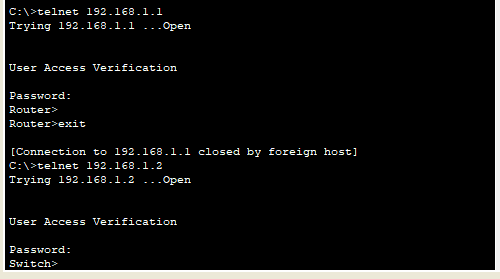 C:\>telnet 192.168.1.1
Trying 192.168.1.1 ...Open
User Access Verification
Password:
Router>
Router>exit
[Connection to 192.168.1.1 closed by foreign host]
C:\>telnet 192.168.1.2
Trying 192.168.1.2 ...Open
User Access Verification
Password:
Switch>